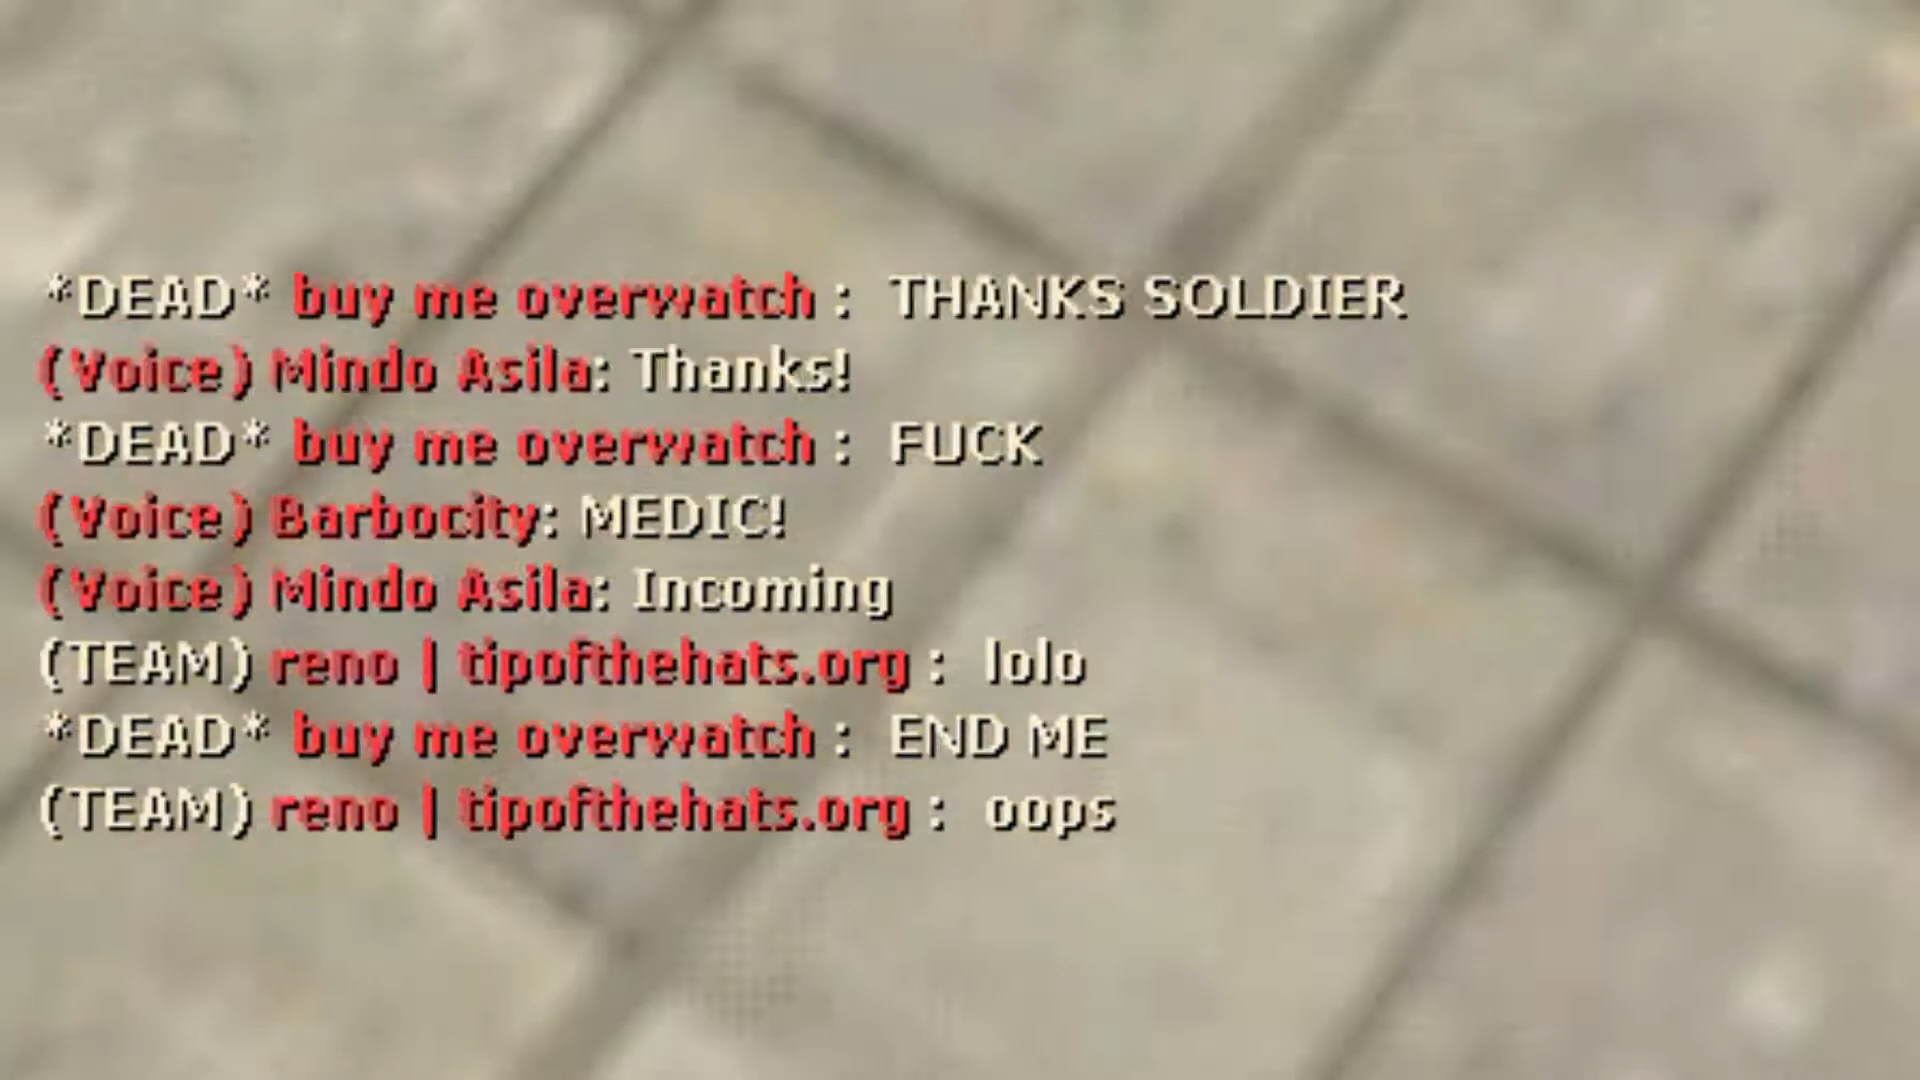 *DEAD* buy me overwatch :  THANKS SOLDIER
(Voice) Mindo Asila: Thanks!
*DEAD* buy me overwatch :  FUCK
(Voice) Barbocity: MEDIC!
(Voice) Mindo Asila: Incoming
(TEAM) reno | tipofthehats.org :  lolo
*DEAD* buy me overwatch :  END ME
(TEAM) reno | tipofthehats.org :  oops